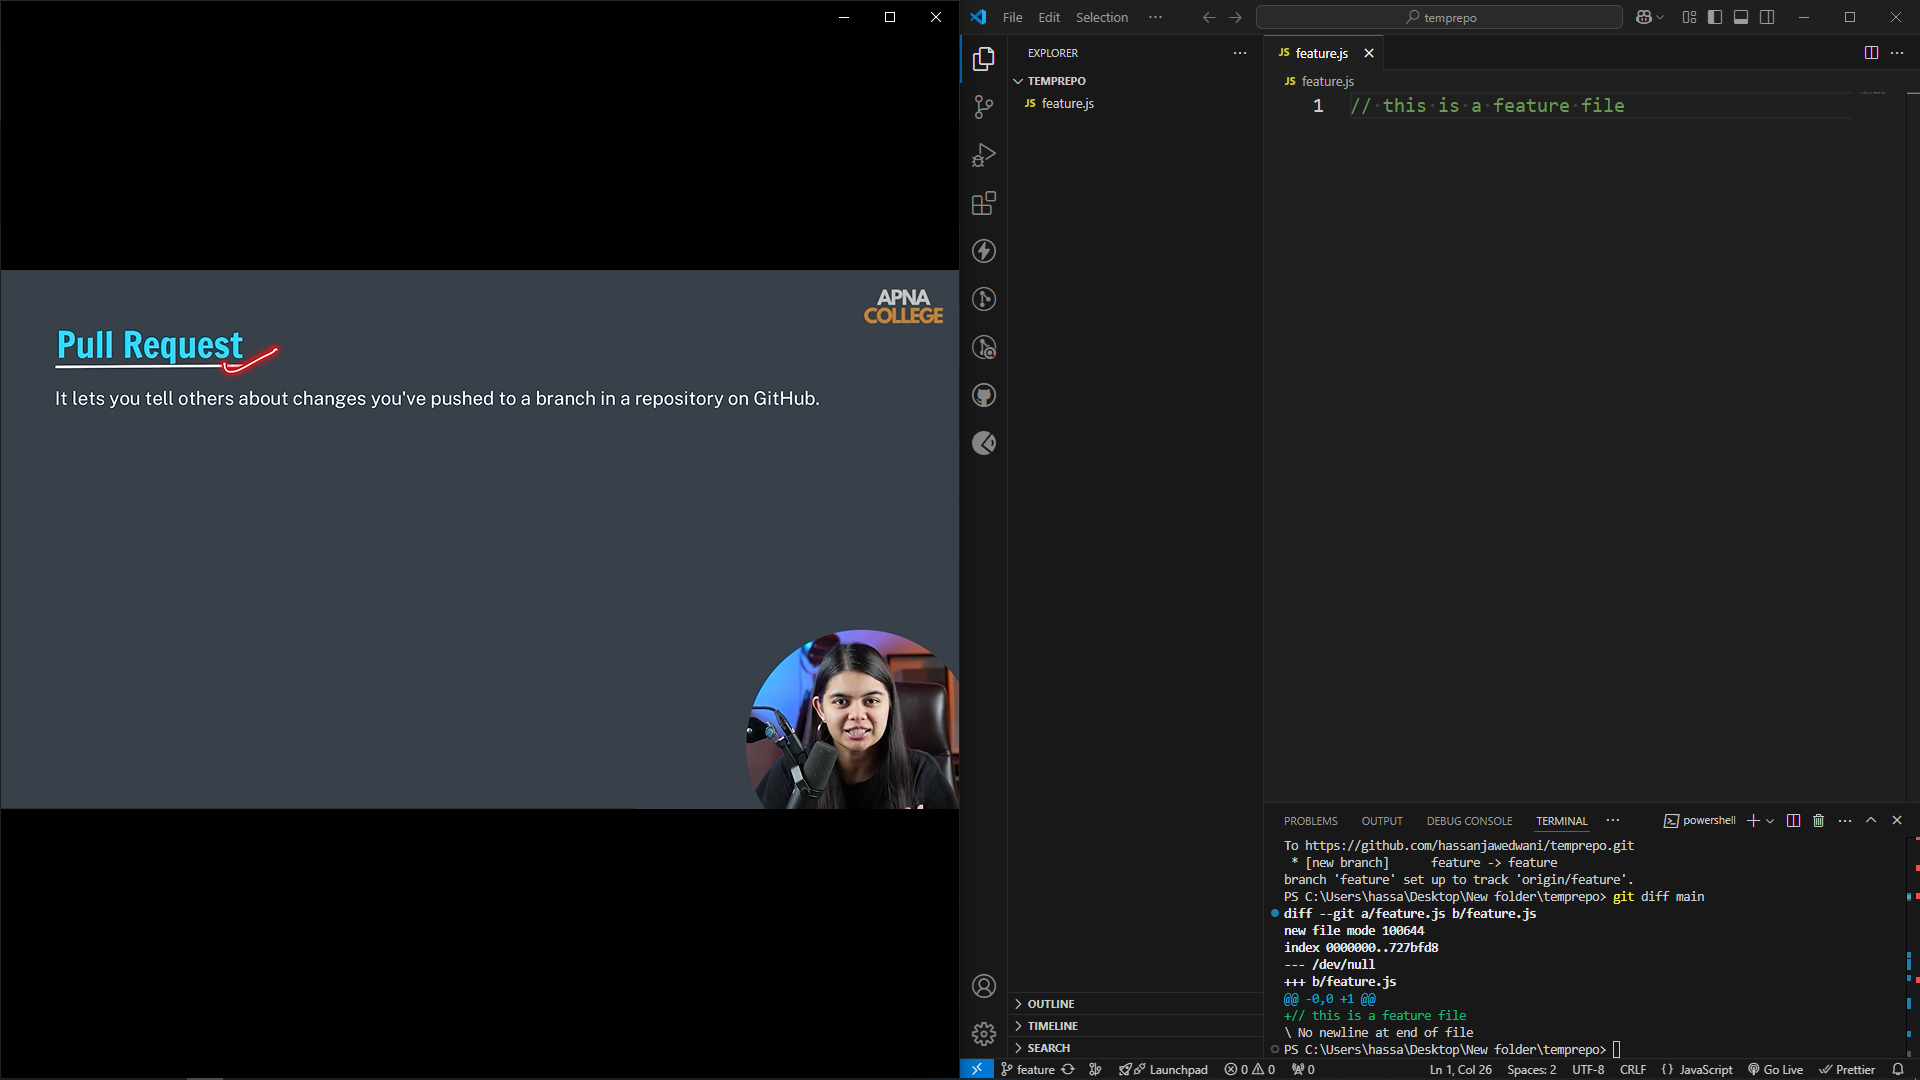 APNA
COLLEGE
Pull Request
It lets you tell others about changes you've pushed to a branch in a repository on GitHub.
File Edit Selection ···
temprepo
EXPLORER ···
TEMPREPO
JS feature.js
JS feature.js
JS feature.js
1 // this is a feature file
PROBLEMS OUTPUT DEBUG CONSOLE TERMINAL ··· powershell ···
To https://github.com/hassanjawedwani/temprepo.git
 * [new branch]      feature -> feature
branch 'feature' set up to track 'origin/feature'.
PS C:\Users\hassa\Desktop\New folder\temprepo> git diff main
diff --git a/feature.js b/feature.js
new file mode 100644
index 0000000..727bfd8
--- /dev/null
+++ b/feature.js
@@ -0,0 +1 @@
+// this is a feature file
\ No newline at end of file
PS C:\Users\hassa\Desktop\New folder\temprepo>
OUTLINE
TIMELINE
SEARCH
feature Launchpad 0 0 0 Ln 1, Col 26 Spaces: 2 UTF-8 CRLF {} JavaScript Go Live Prettier